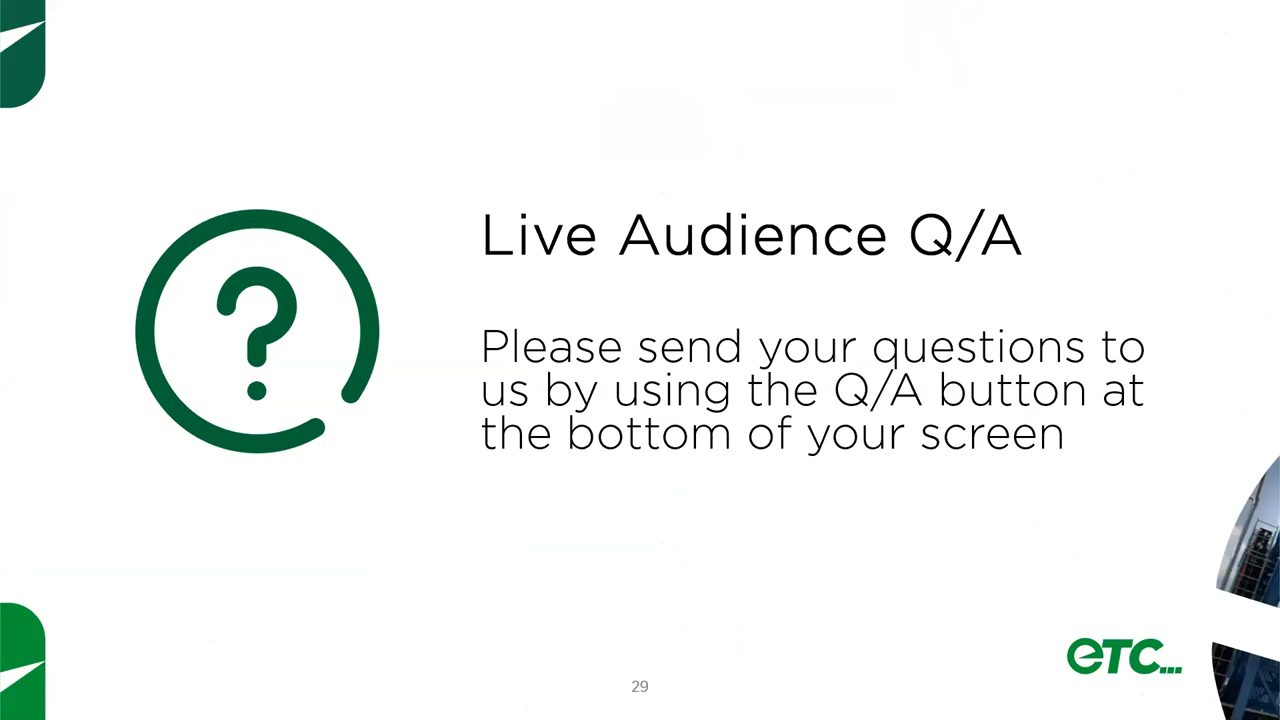 Live Audience Q/A
Please send your questions to
us by using the Q/A button at
the bottom of your screen
eTC...
29